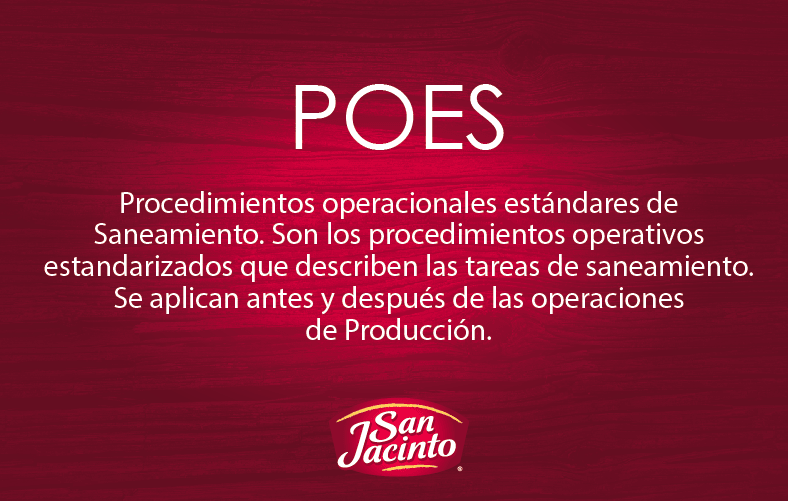 POES
Procedimientos operacionales estándares de
Saneamiento. Son los procedimientos operativos
estandarizados que describen las tareas de saneamiento.
Se aplican antes y después de las operaciones
de Producción.
San
Jacinto
®